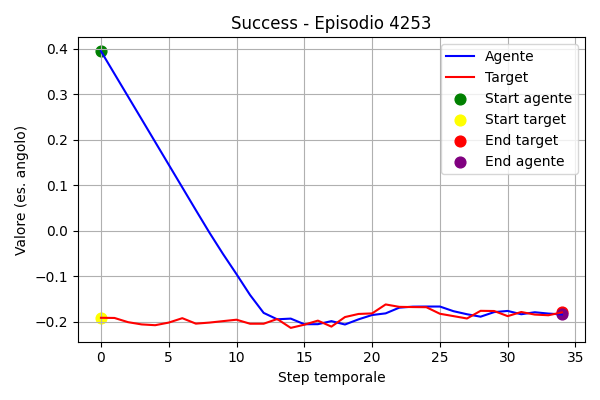 Success - Episodio 4253
Valore (es. angolo)
0.4
0.3
0.2
0.1
0.0
−0.1
−0.2
0
5
10
15
20
25
30
35
Step temporale
Agente
Target
Start agente
Start target
End target
End agente